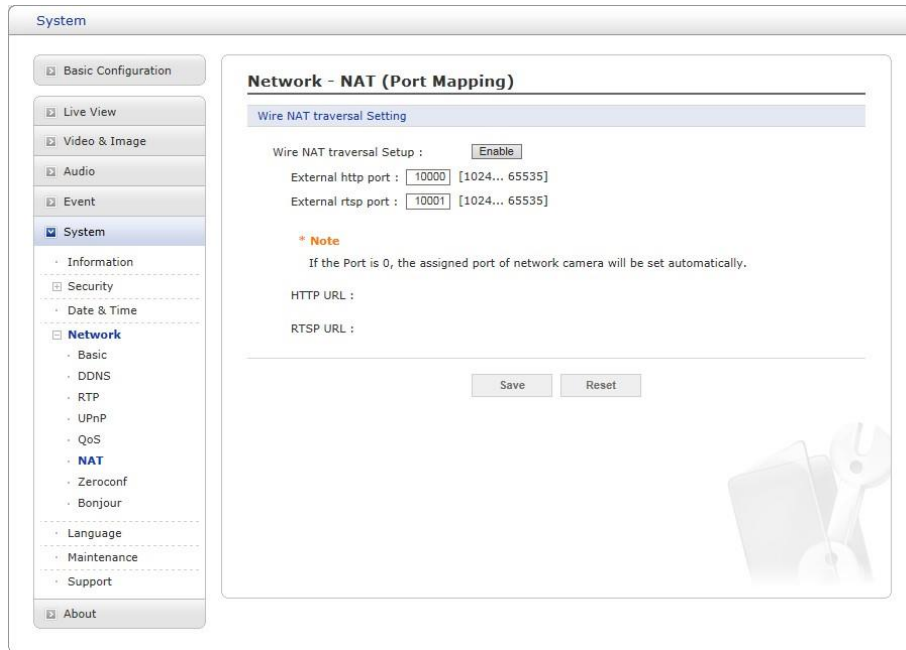 System
Basic Configuration
Live View
Video & Image
Audio
Event
System
Information
Security
Date & Time
Network
Basic
DDNS
RTP
UPnP
QoS
NAT
Zeroconf
Bonjour
Language
Maintenance
Support
About
Network - NAT (Port Mapping)
Wire NAT traversal Setting
Wire NAT traversal Setup : Enable
External http port : 10000 [1024... 65535]
External rtsp port : 10001 [1024... 65535]
* Note
If the Port is 0, the assigned port of network camera will be set automatically.
HTTP URL :
RTSP URL :
Save Reset